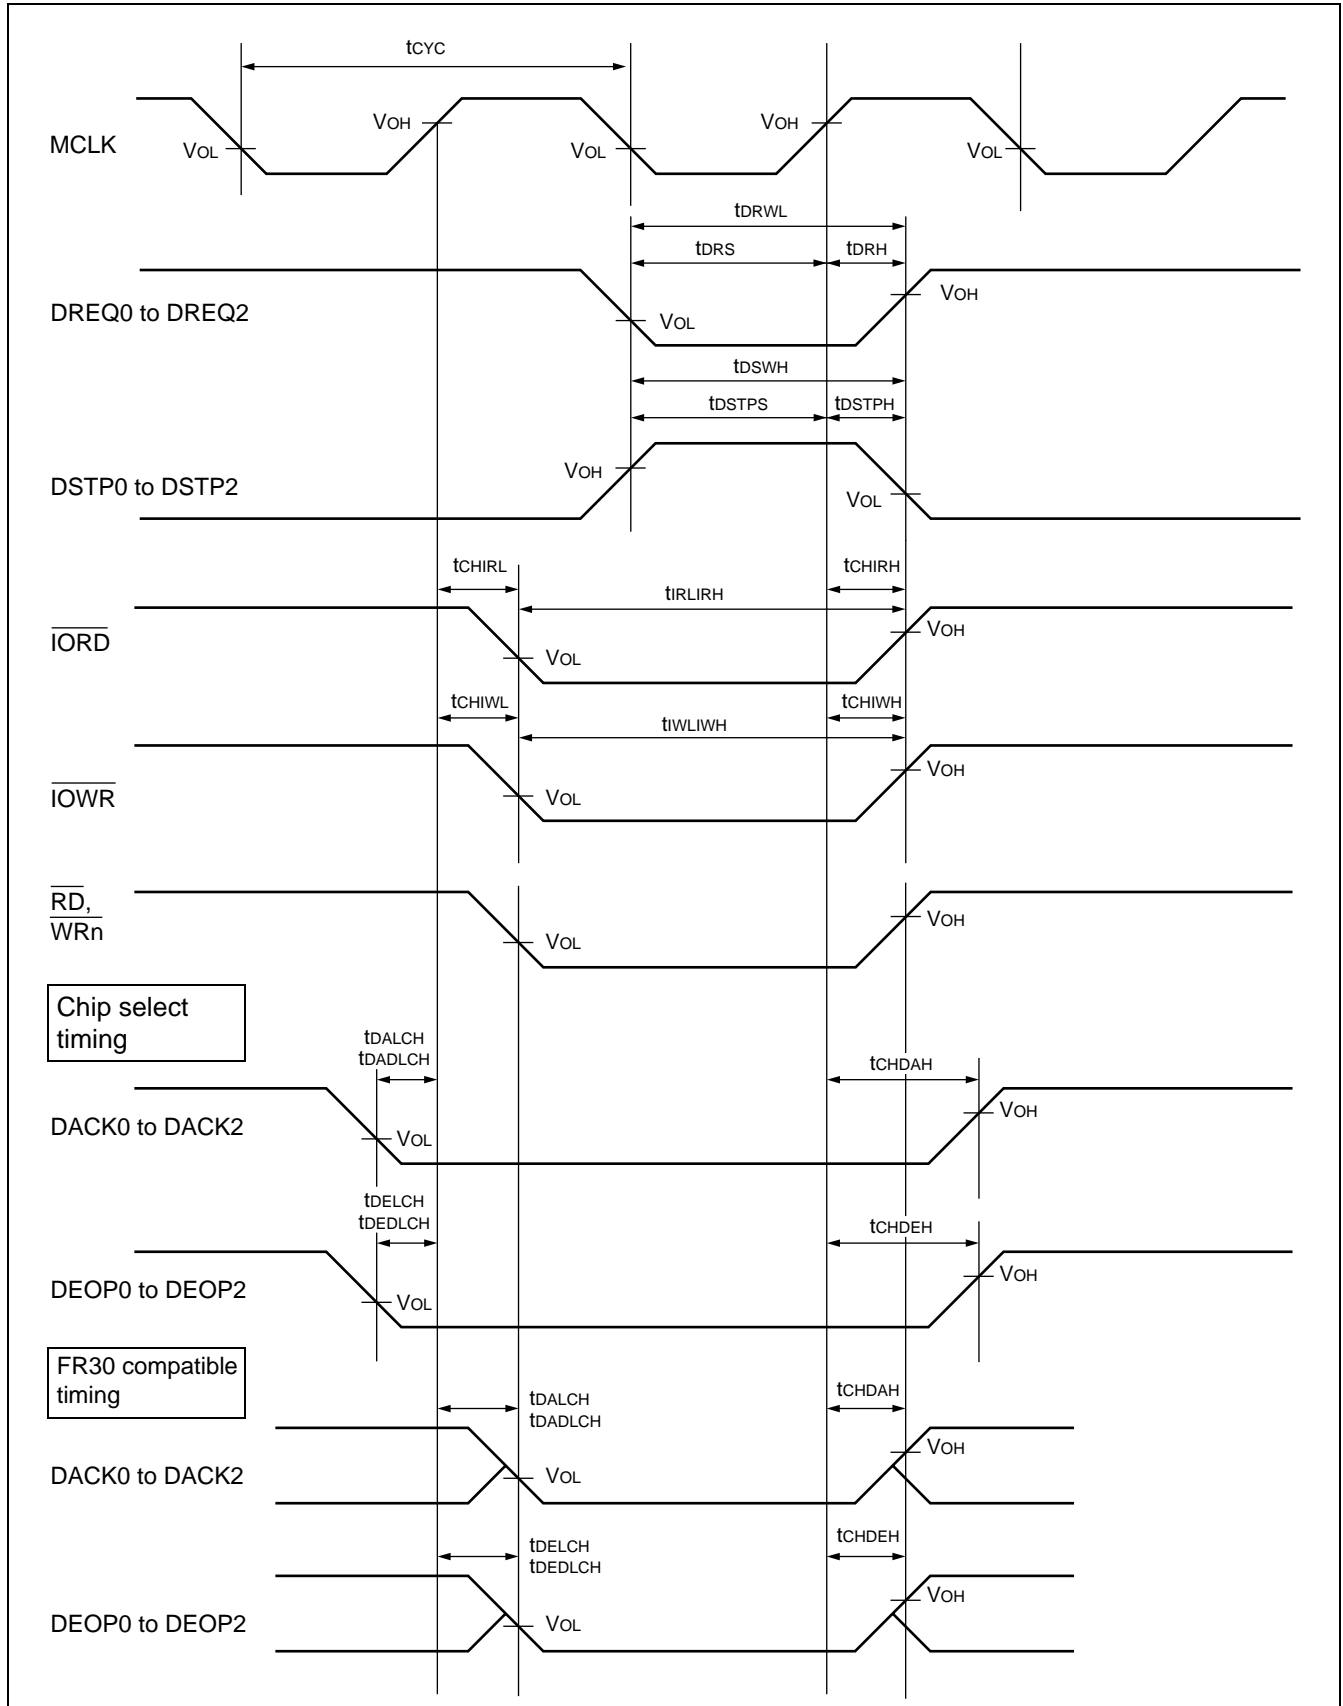 tCYC
VOH
VOH
MCLK
VOL
VOL
VOL
tDRWL
tDRS
tDRH
VOH
DREQ0 to DREQ2
VOL
tDSWH
tDSTPS
tDSTPH
VOH
DSTP0 to DSTP2
VOL
tCHIRL
tCHIRH
tIRLIRH
VOH
IORD
VOL
tCHIWL
tCHIWH
tIWLIWH
VOH
IOWR
VOL
RD,
WRn
VOH
VOL
Chip select
timing
tDALCH
tDADLCH
tCHDAH
VOH
DACK0 to DACK2
VOL
tDELCH
tDEDLCH
tCHDEH
VOH
DEOP0 to DEOP2
VOL
FR30 compatible
timing
tDALCH
tDADLCH
tCHDAH
VOH
DACK0 to DACK2
VOL
tDELCH
tDEDLCH
tCHDEH
VOH
DEOP0 to DEOP2
VOL